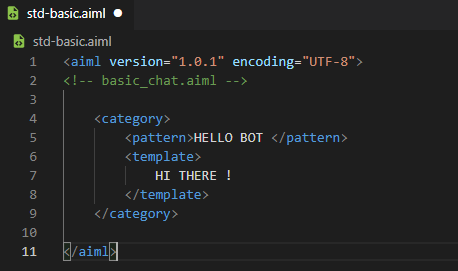 std-basic.aiml
std-basic.aiml
1 <aiml version="1.0.1" encoding="UTF-8">
2 <!-- basic_chat.aiml -->
3
4 <category>
5 <pattern>HELLO BOT </pattern>
6 <template>
7 HI THERE !
8 </template>
9 </category>
10
11 </aiml>